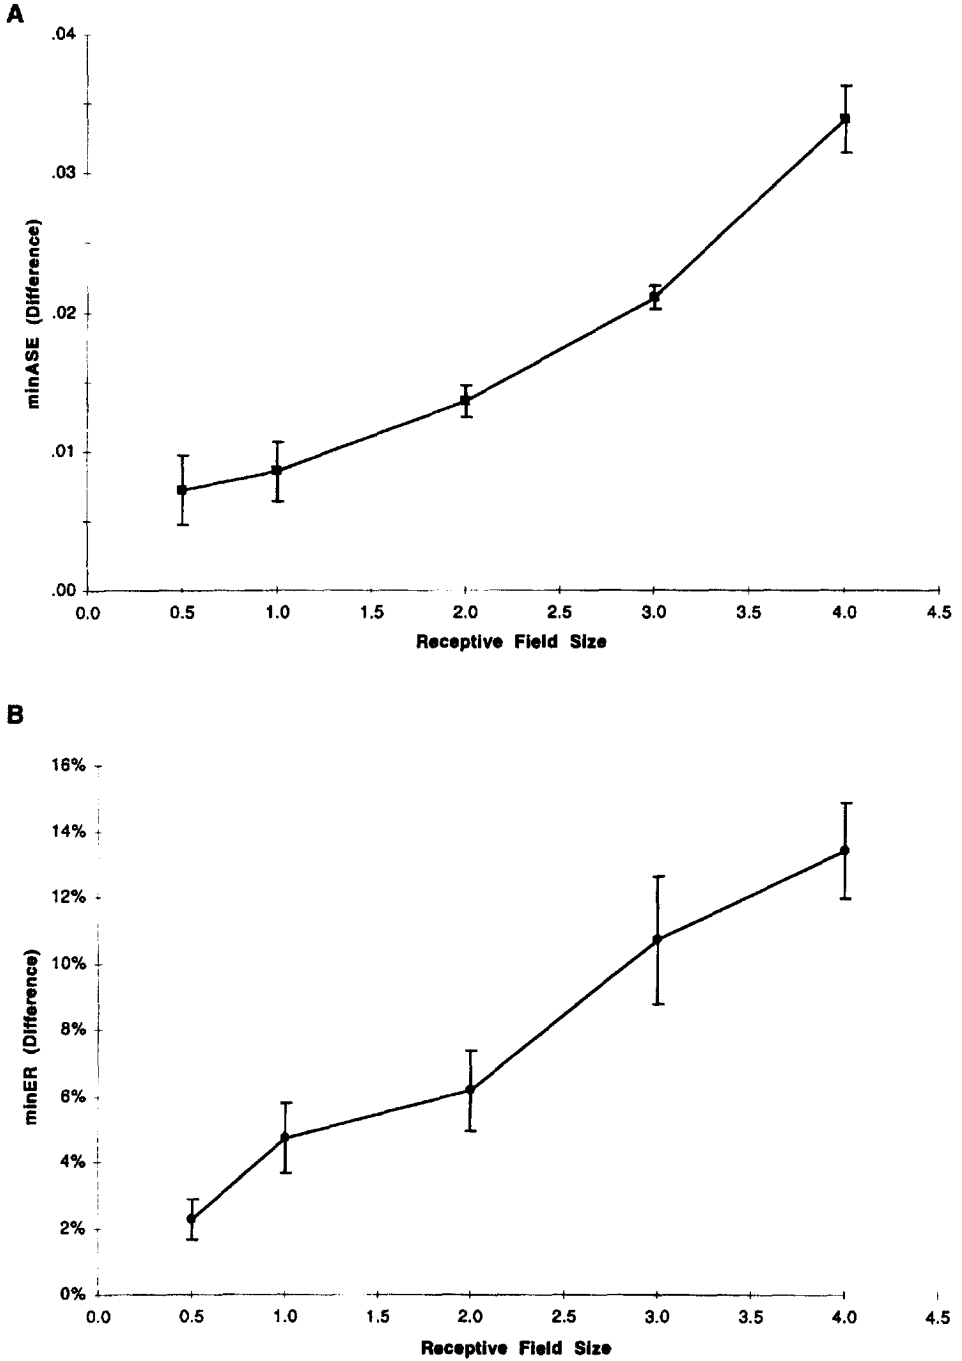 A
.04
.03
.02
.01
.00
minASE (Difference)
0.0 0.5 1.0 1.5 2.0 2.5 3.0 3.5 4.0 4.5
Receptive Field Size
B
16%
14%
12%
10%
8%
6%
4%
2%
0%
minER (Difference)
0.0 0.5 1.0 1.5 2.0 2.5 3.0 3.5 4.0 4.5
Receptive Field Size